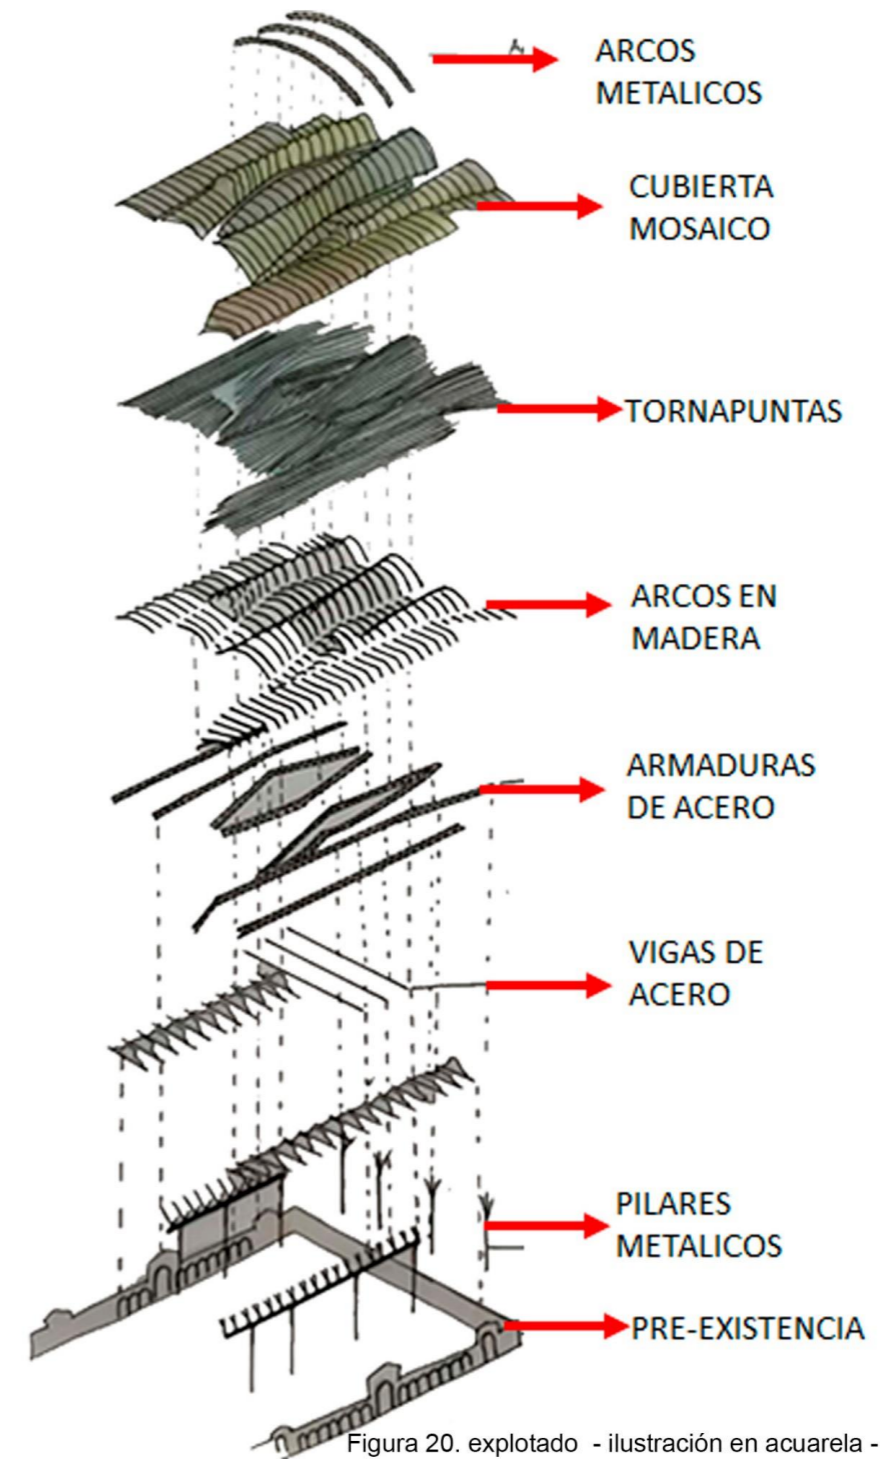 ARCOS
METALICOS
CUBIERTA
MOSAICO
TORNAPUNTAS
ARCOS EN
MADERA
ARMADURAS
DE ACERO
VIGAS DE
ACERO
PILARES
METALICOS
PRE-EXISTENCIA
Figura 20. explotado - ilustración en acuarela -